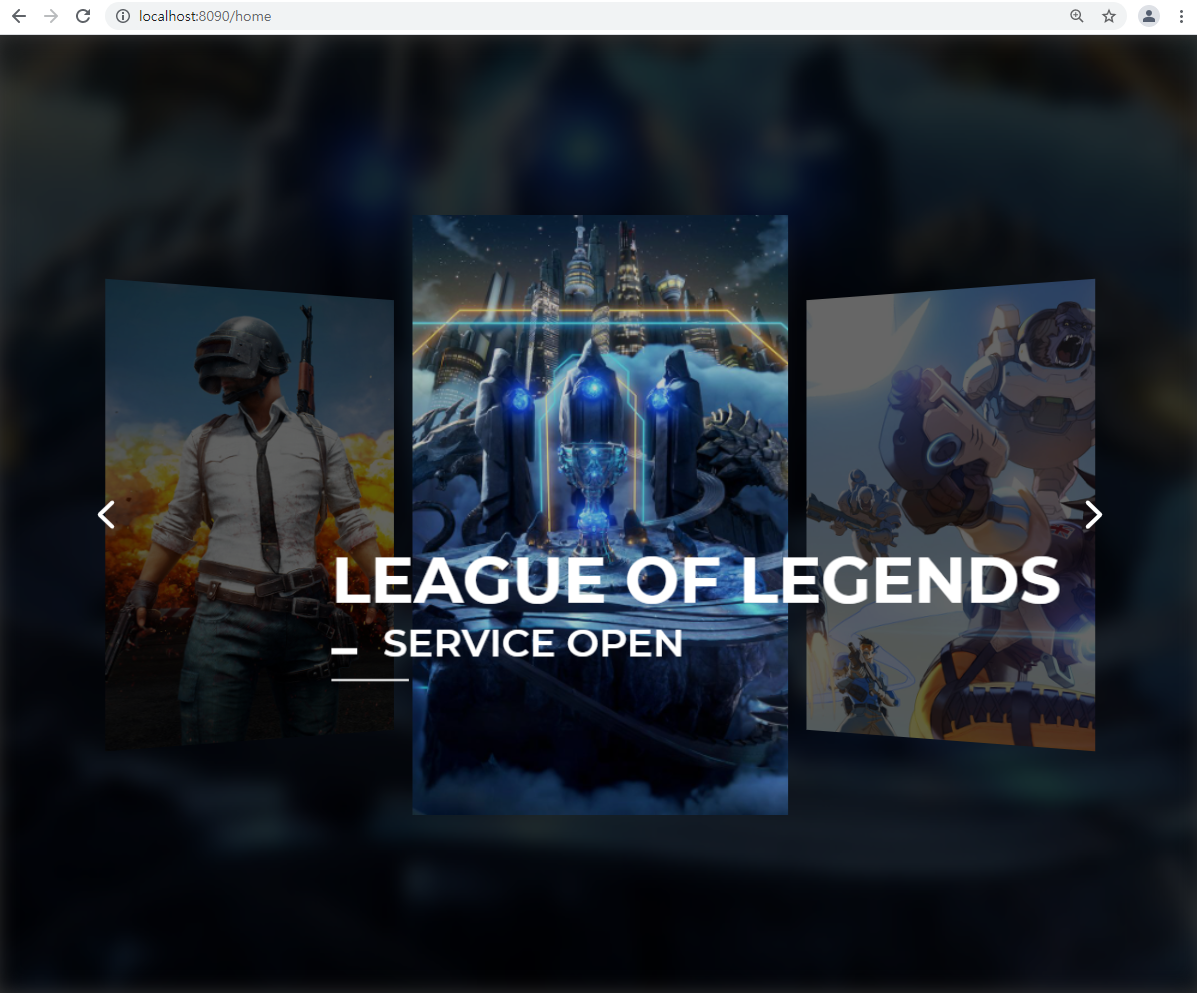 localhost:8090/home
LEAGUE OF LEGENDS
SERVICE OPEN